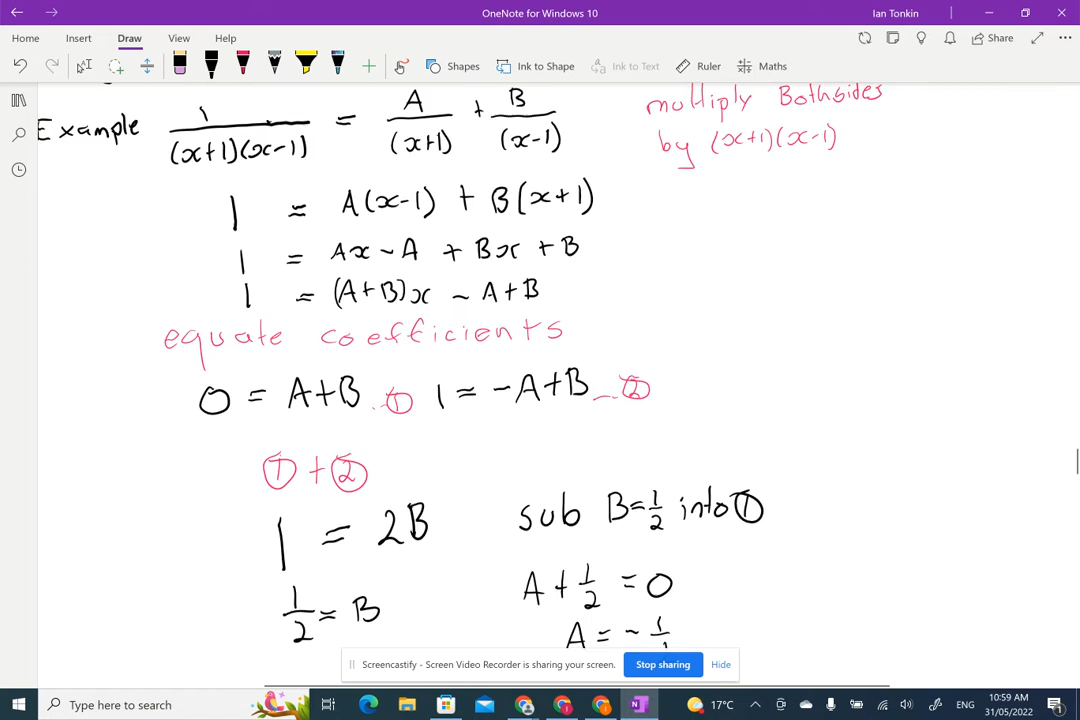 OneNote for Windows 10
Ian Tonkin
Home Insert Draw View Help
Share
Shapes Ink to Shape Ink to Text Ruler Maths
Example 1/((x+1)(x-1)) = A/(x+1) + B/(x-1)
multiply Bothsides
by (x+1)(x-1)
1 = A(x-1) + B(x+1)
1 = Ax - A + Bx + B
1 = (A+B)x - A+B
equate coefficients
0 = A+B ① 1 = -A+B ②
① + ②
1 = 2B
1/2 = B
sub B=1/2 into ①
A + 1/2 = 0
A = - 1
Screencastify - Screen Video Recorder is sharing your screen.
Stop sharing
Hide
Type here to search
17°C
ENG
10:59 AM
31/05/2022